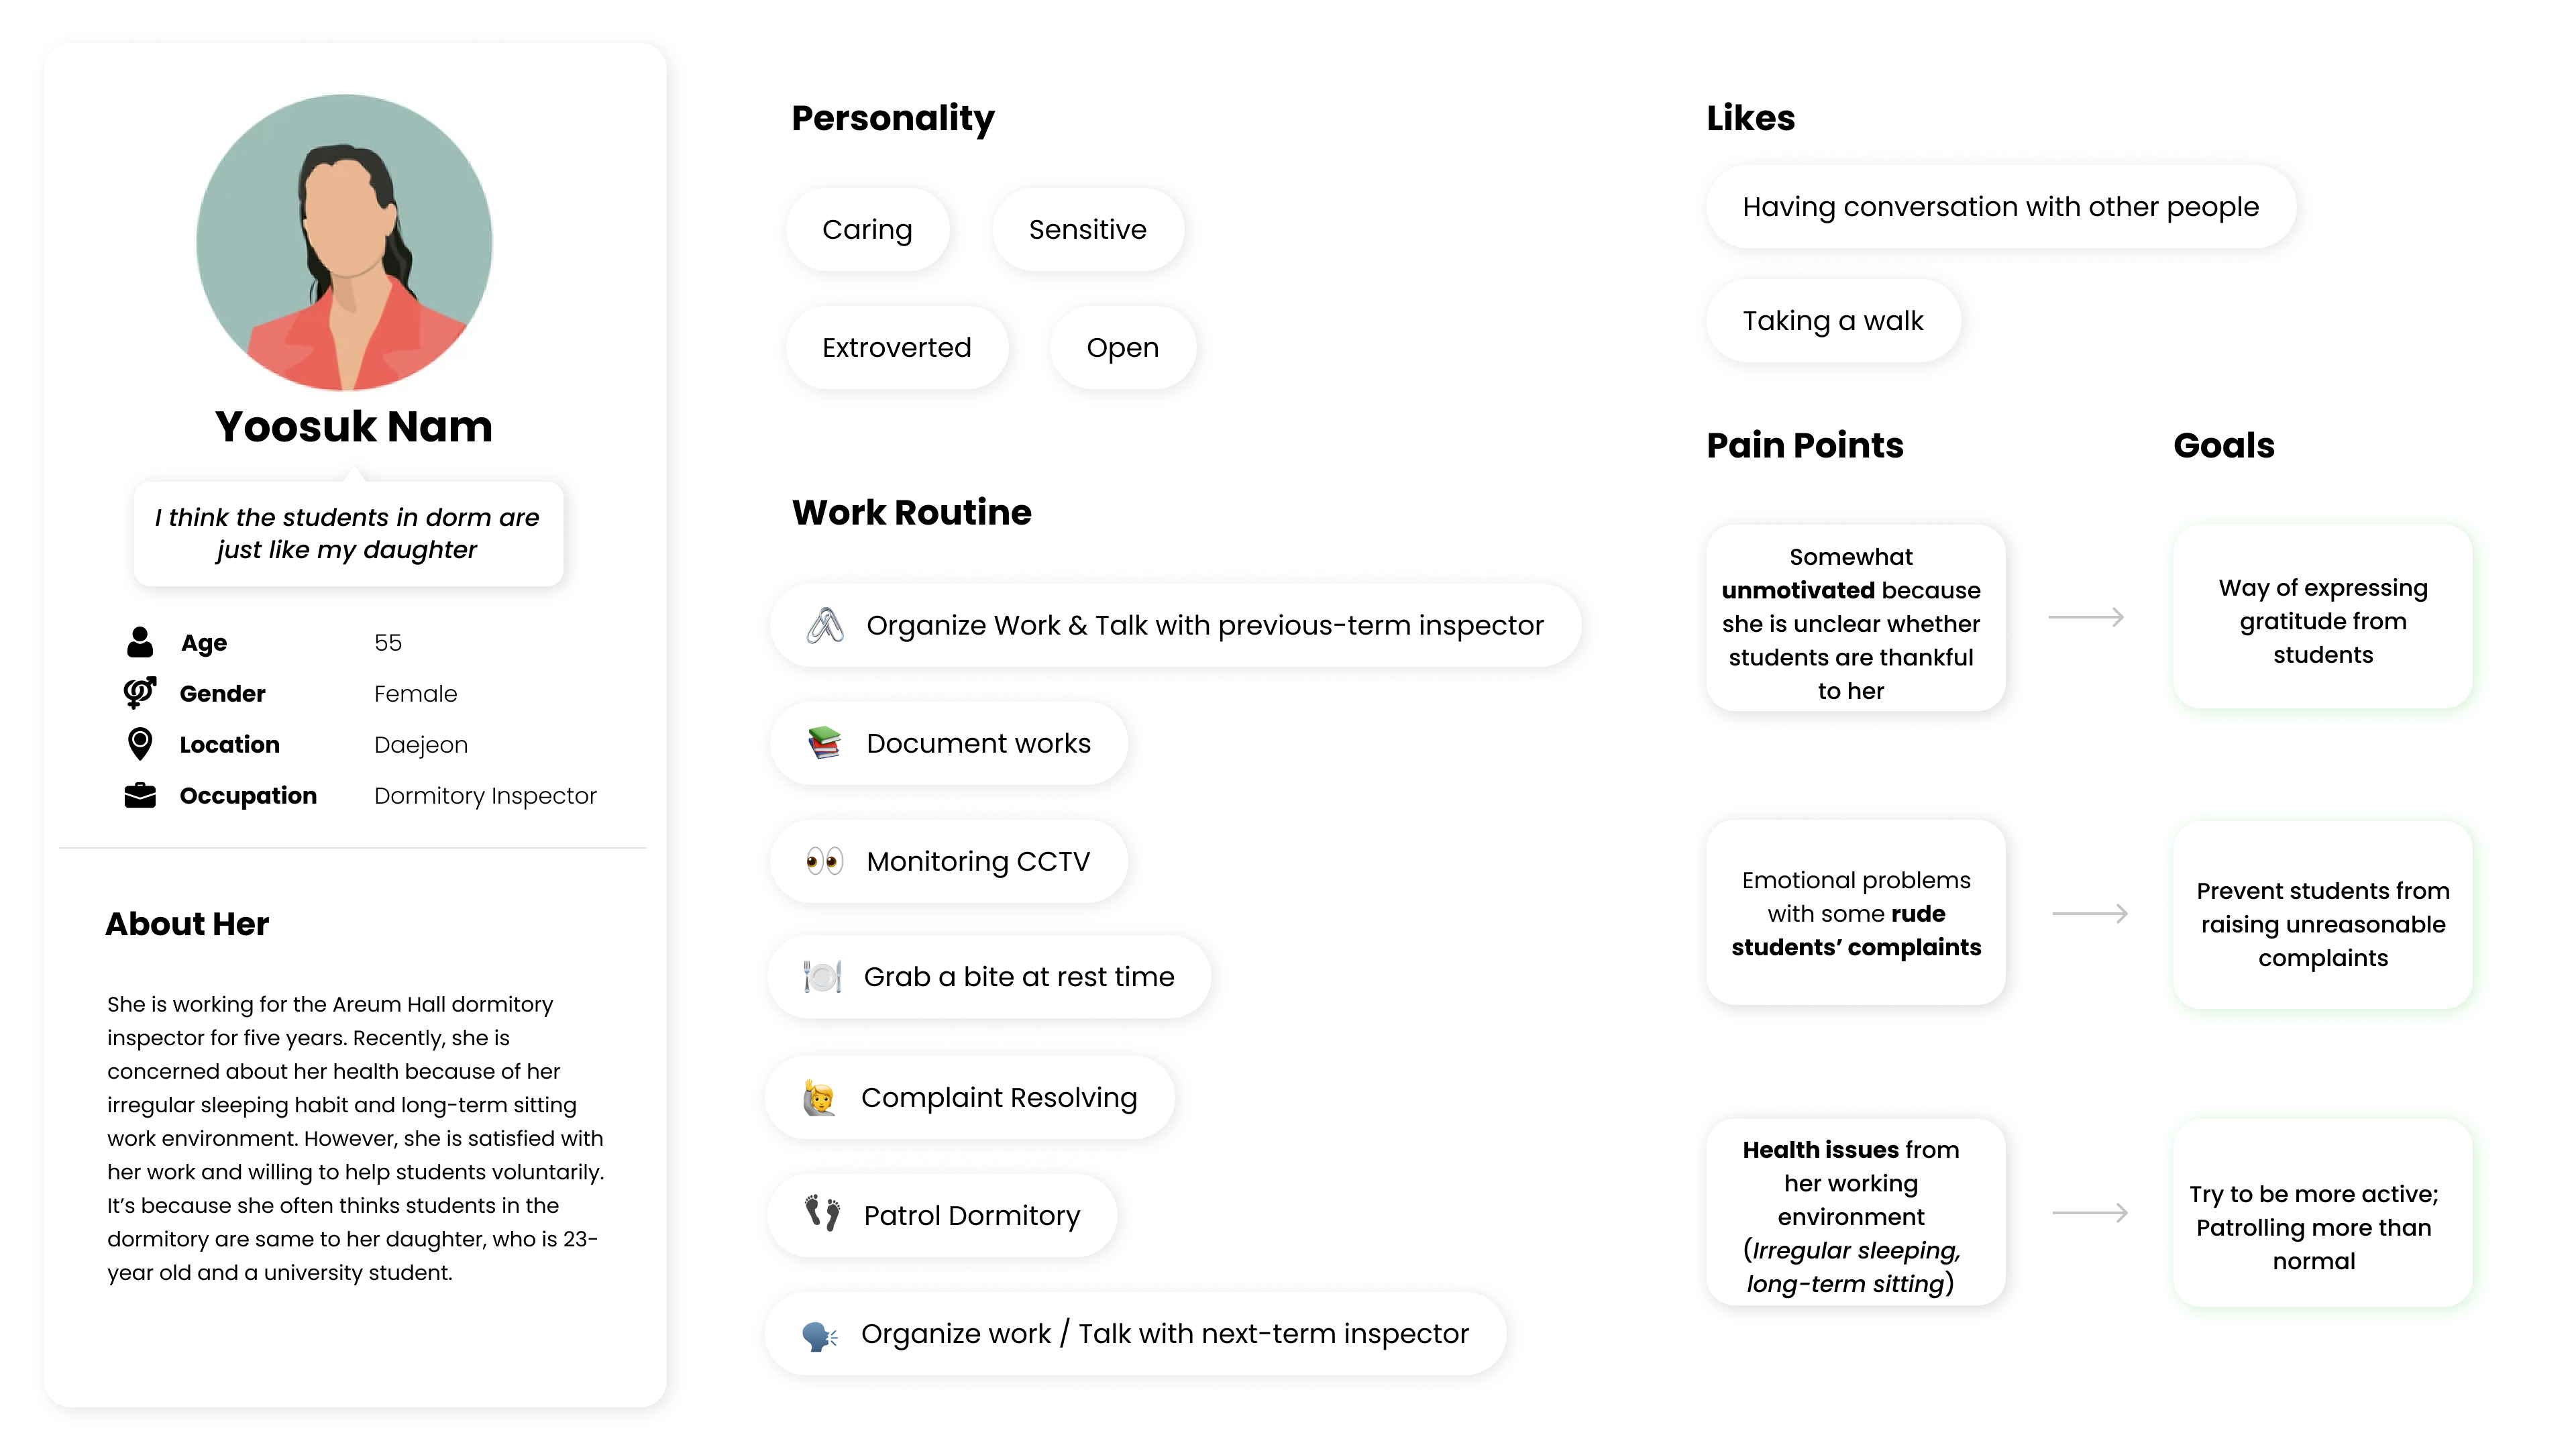 Yoosuk Nam
I think the students in dorm are
just like my daughter
Age 55
Gender Female
Location Daejeon
Occupation Dormitory Inspector
About Her
She is working for the Areum Hall dormitory
inspector for five years. Recently, she is
concerned about her health because of her
irregular sleeping habit and long-term sitting
work environment. However, she is satisfied with
her work and willing to help students voluntarily.
It’s because she often thinks students in the
dormitory are same to her daughter, who is 23-
year old and a university student.
Personality
Caring Sensitive
Extroverted Open
Work Routine
Organize Work & Talk with previous-term inspector
Document works
Monitoring CCTV
Grab a bite at rest time
Complaint Resolving
Patrol Dormitory
Organize work / Talk with next-term inspector
Likes
Having conversation with other people
Taking a walk
Pain Points Goals
Somewhat
unmotivated because
she is unclear whether
students are thankful
to her
Way of expressing
gratitude from
students
Emotional problems
with some rude
students’ complaints
Prevent students from
raising unreasonable
complaints
Health issues from
her working
environment
(Irregular sleeping,
long-term sitting)
Try to be more active;
Patrolling more than
normal